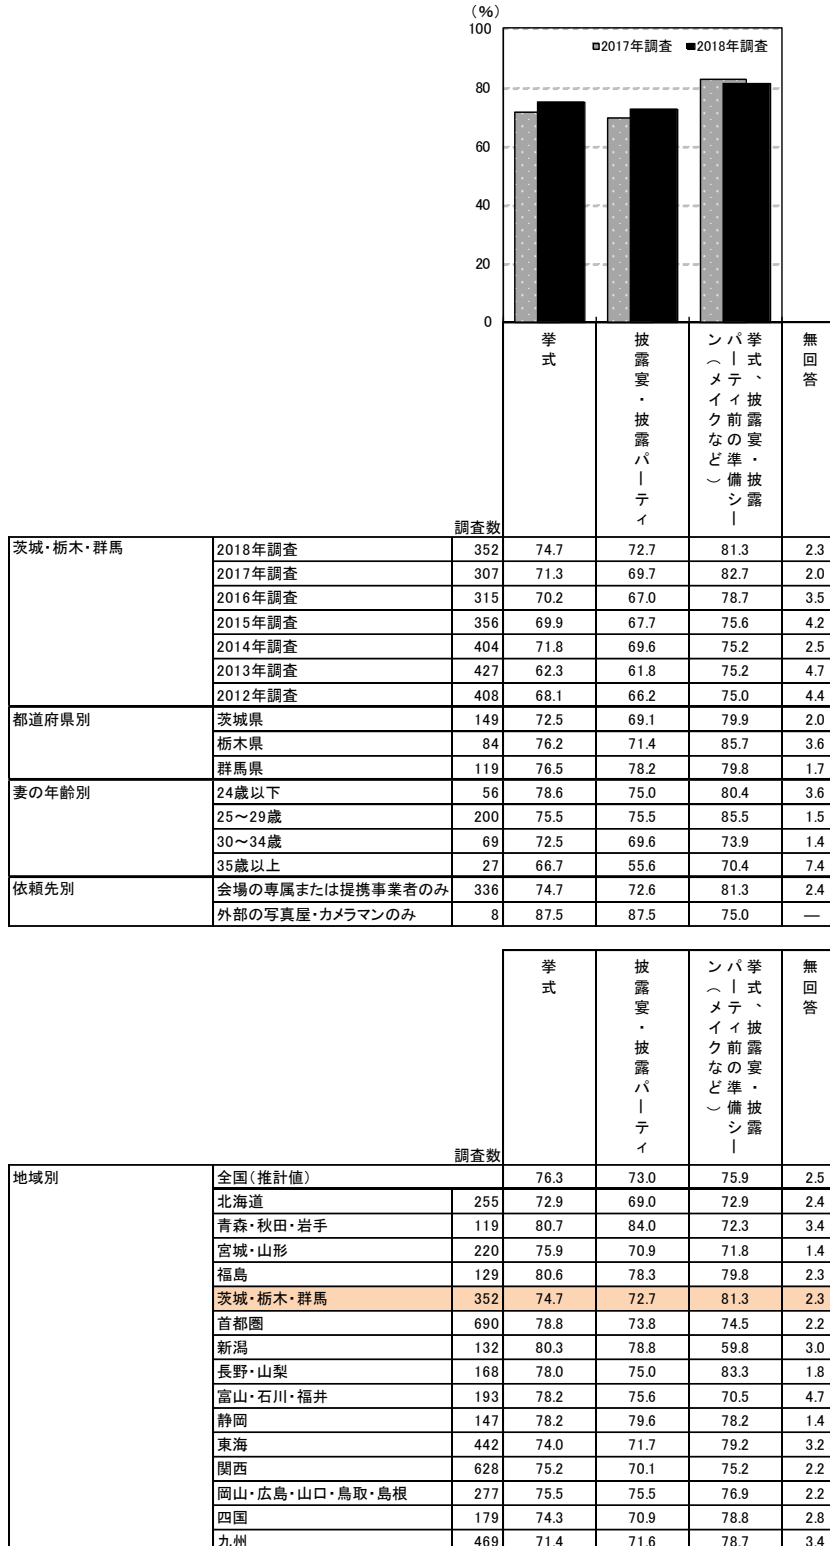 (%)
100
2017年調査 2018年調査
80
60
40
20
0
挙式
披露宴・披露パーティ
挙式、披露宴・披露パーティ前の準備シーン(メイクなど)
無回答
調査数
茨城・栃木・群馬 2018年調査 352 74.7 72.7 81.3 2.3
2017年調査 307 71.3 69.7 82.7 2.0
2016年調査 315 70.2 67.0 78.7 3.5
2015年調査 356 69.9 67.7 75.6 4.2
2014年調査 404 71.8 69.6 75.2 2.5
2013年調査 427 62.3 61.8 75.2 4.7
2012年調査 408 68.1 66.2 75.0 4.4
都道府県別 茨城県 149 72.5 69.1 79.9 2.0
栃木県 84 76.2 71.4 85.7 3.6
群馬県 119 76.5 78.2 79.8 1.7
妻の年齢別 24歳以下 56 78.6 75.0 80.4 3.6
25~29歳 200 75.5 75.5 85.5 1.5
30~34歳 69 72.5 69.6 73.9 1.4
35歳以上 27 66.7 55.6 70.4 7.4
依頼先別 会場の専属または提携事業者のみ 336 74.7 72.6 81.3 2.4
外部の写真屋・カメラマンのみ 8 87.5 87.5 75.0 ―
挙式
披露宴・披露パーティ
挙式、披露宴・披露パーティ前の準備シーン(メイクなど)
無回答
調査数
地域別 全国(推計値) 76.3 73.0 75.9 2.5
北海道 255 72.9 69.0 72.9 2.4
青森・秋田・岩手 119 80.7 84.0 72.3 3.4
宮城・山形 220 75.9 70.9 71.8 1.4
福島 129 80.6 78.3 79.8 2.3
茨城・栃木・群馬 352 74.7 72.7 81.3 2.3
首都圏 690 78.8 73.8 74.5 2.2
新潟 132 80.3 78.8 59.8 3.0
長野・山梨 168 78.0 75.0 83.3 1.8
富山・石川・福井 193 78.2 75.6 70.5 4.7
静岡 147 78.2 79.6 78.2 1.4
東海 442 74.0 71.7 79.2 3.2
関西 628 75.2 70.1 75.2 2.2
岡山・広島・山口・鳥取・島根 277 75.5 75.5 76.9 2.2
四国 179 74.3 70.9 78.8 2.8
九州 469 71.4 71.6 78.7 3.4